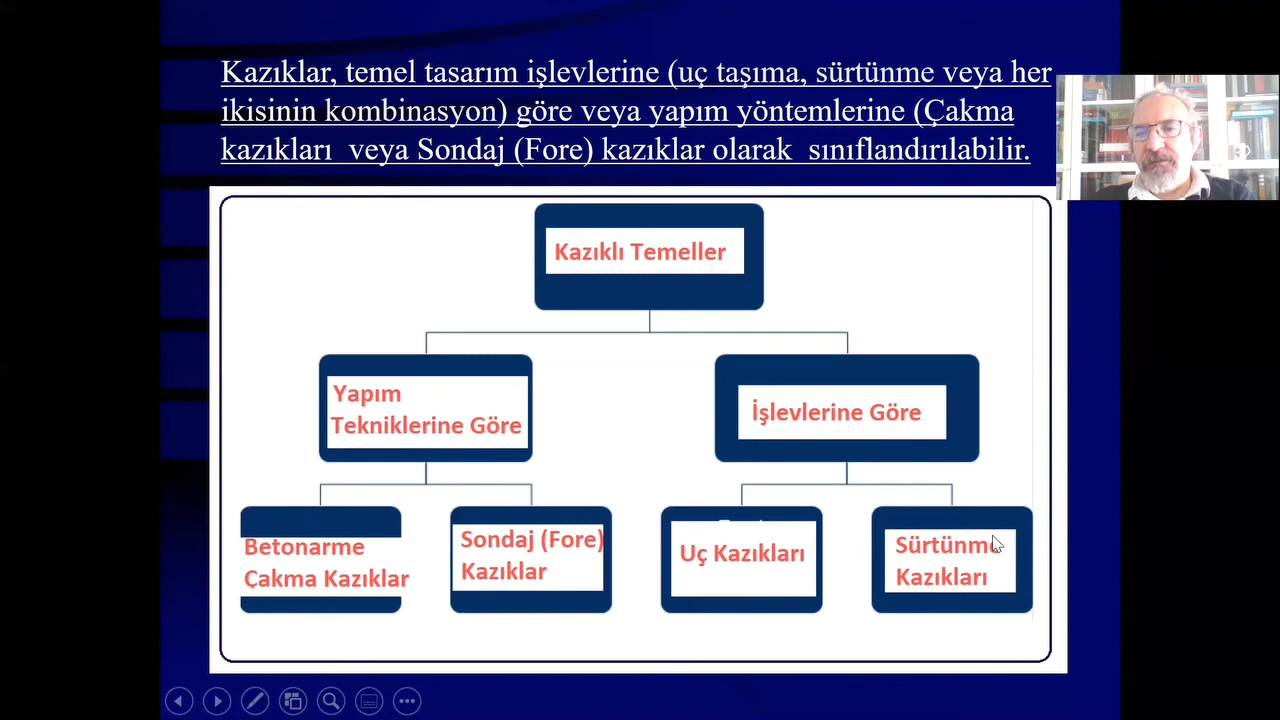 Kazıklar, temel tasarım işlevlerine (uç taşıma, sürtünme veya her
ikisinin kombinasyon) göre veya yapım yöntemlerine (Çakma
kazıkları veya Sondaj (Fore) kazıklar olarak sınıflandırılabilir.
Kazıklı Temeller
Yapım
Tekniklerine Göre
İşlevlerine Göre
Betonarme
Çakma Kazıklar
Sondaj (Fore)
Kazıklar
Uç Kazıkları
Sürtünme
Kazıkları